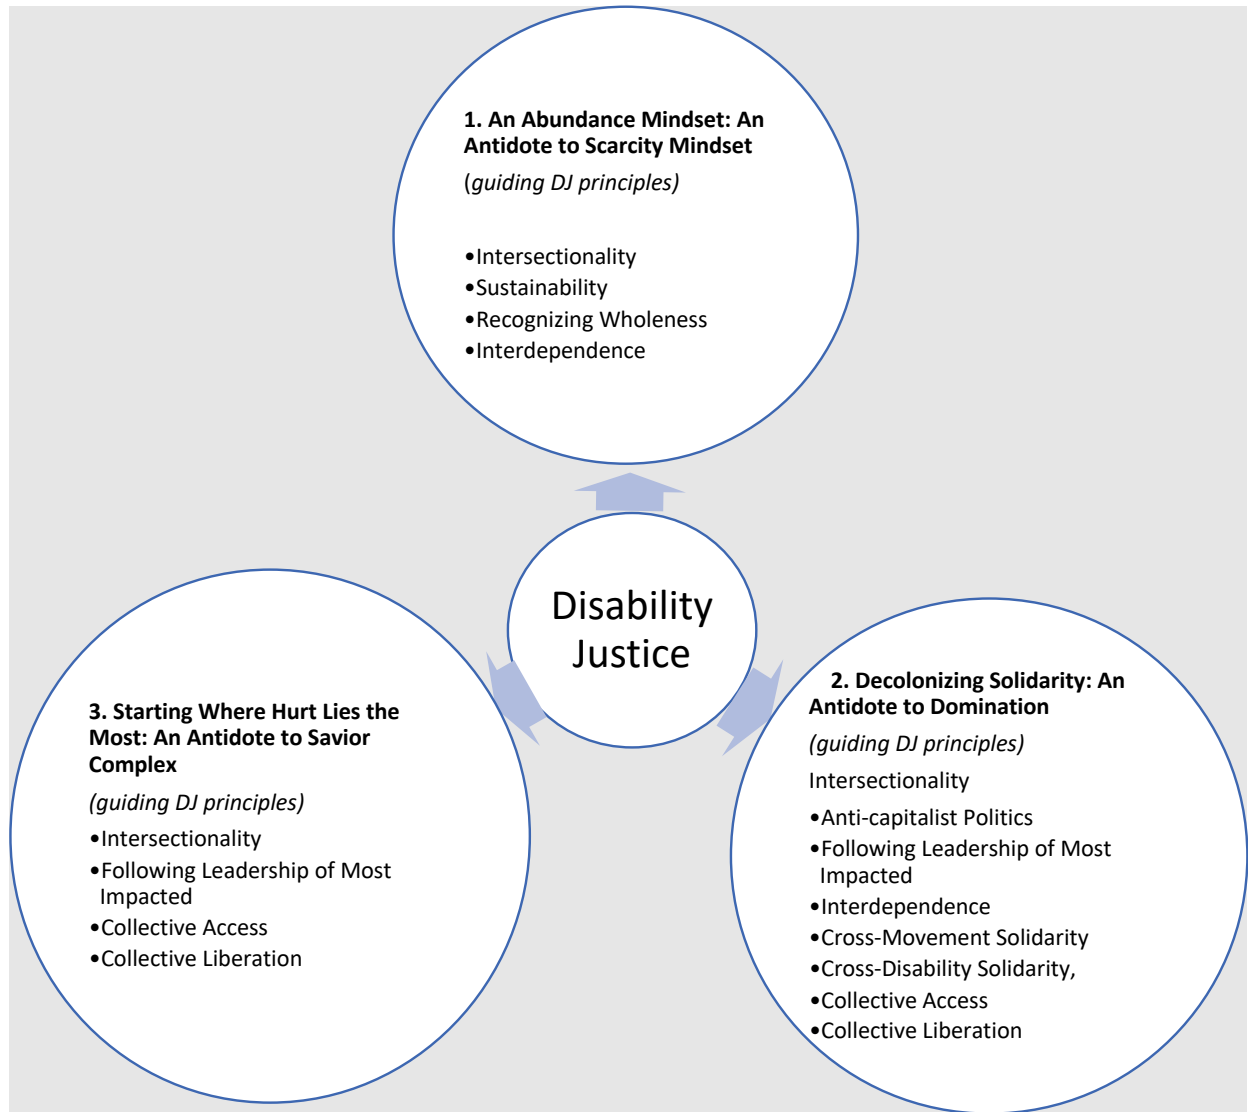 1. An Abundance Mindset: An
Antidote to Scarcity Mindset
(guiding DJ principles)
•Intersectionality
•Sustainability
•Recognizing Wholeness
•Interdependence
Disability
Justice
2. Decolonizing Solidarity: An
Antidote to Domination
(guiding DJ principles)
Intersectionality
•Anti-capitalist Politics
•Following Leadership of Most
Impacted
•Interdependence
•Cross-Movement Solidarity
•Cross-Disability Solidarity,
•Collective Access
•Collective Liberation
3. Starting Where Hurt Lies the
Most: An Antidote to Savior
Complex
(guiding DJ principles)
•Intersectionality
•Following Leadership of Most
Impacted
•Collective Access
•Collective Liberation